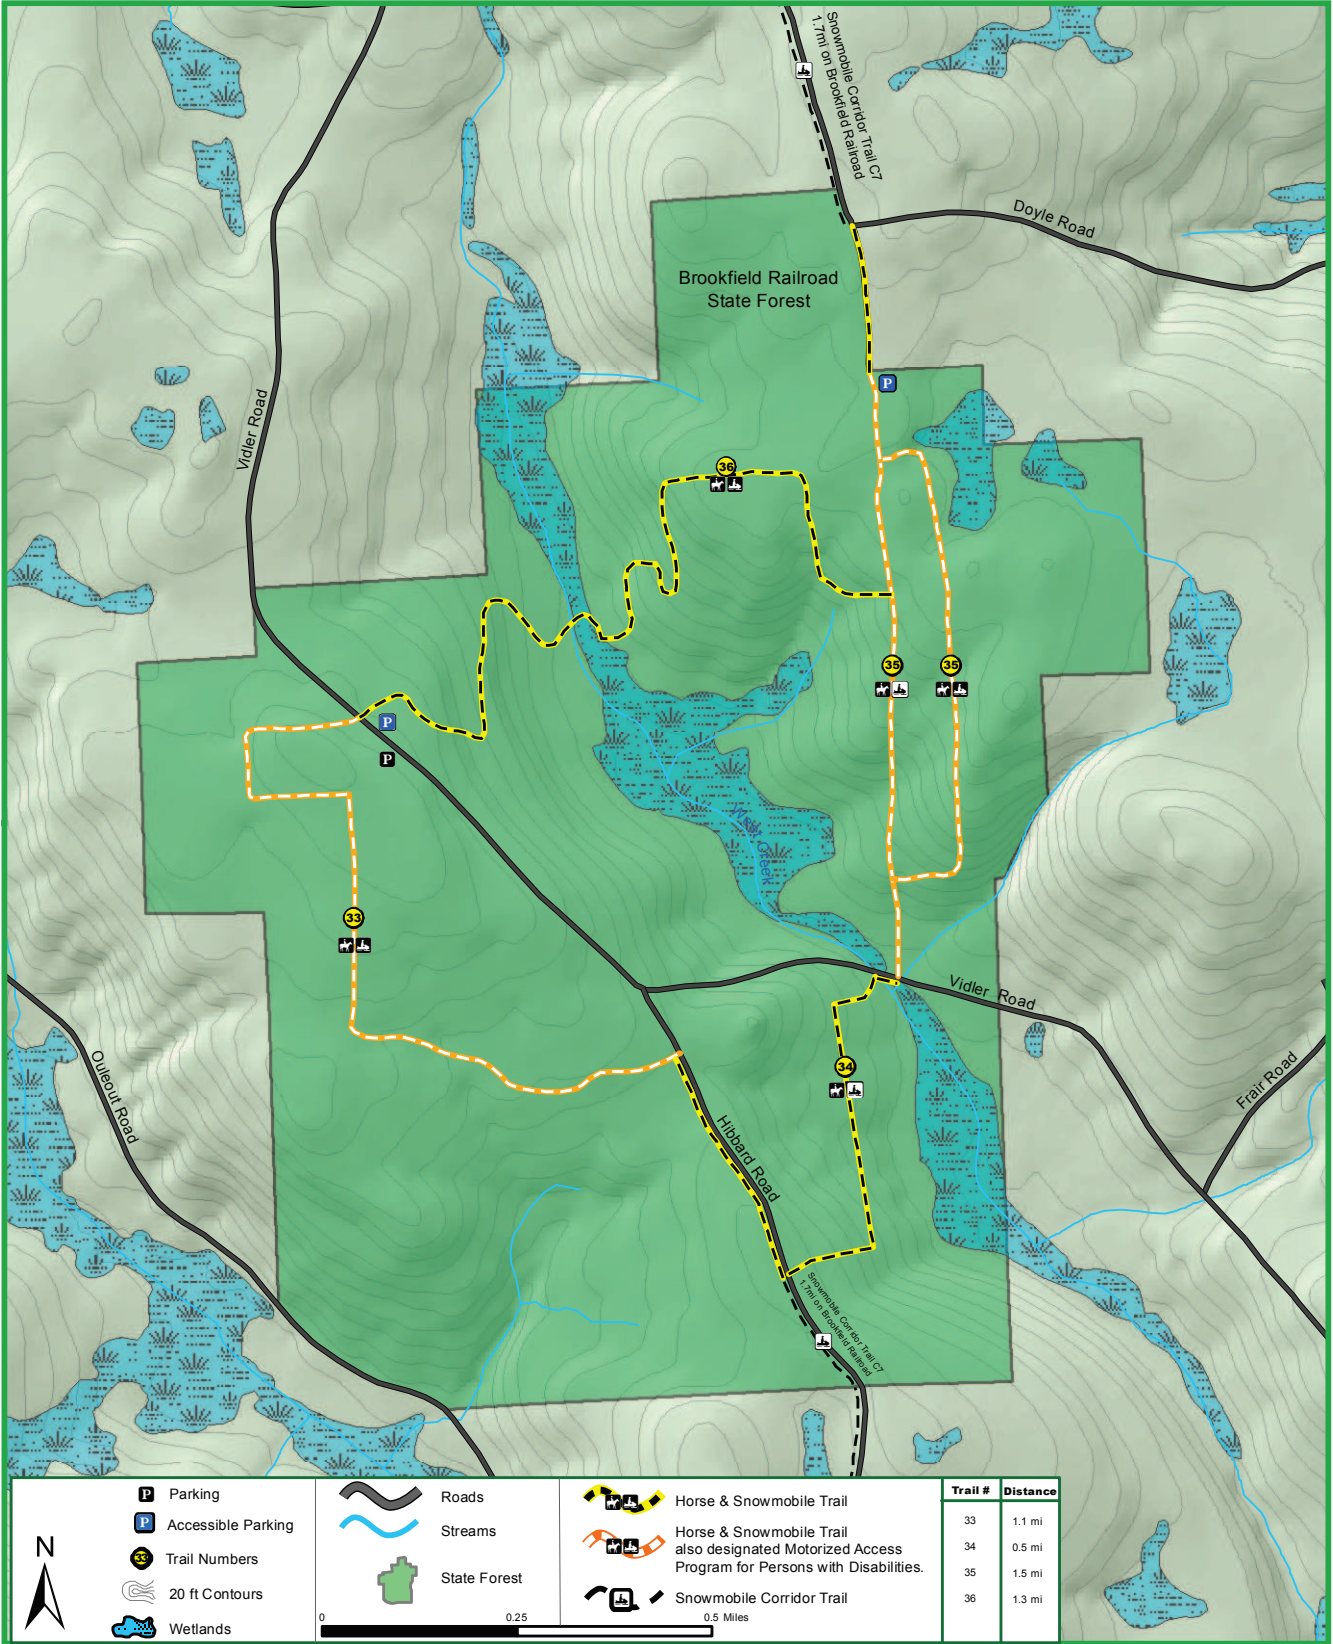 Snowmobile Corridor Trail C7
1.7mi on Brookfield Railroad
Doyle Road
Brookfield Railroad
State Forest
P
Vidler Road
36
35
35
P
P
West Creek
33
Vidler Road
34
Ouleout Road
Frair Road
Hibbard Road
Snowmobile Corridor Trail C7
1.7mi on Brookfield Railroad
N
P Parking
P Accessible Parking
33 Trail Numbers
20 ft Contours
Wetlands
Roads
Streams
State Forest
0 0.25 0.5 Miles
Horse & Snowmobile Trail
Horse & Snowmobile Trail
also designated Motorized Access
Program for Persons with Disabilities.
Snowmobile Corridor Trail
Trail # Distance
33 1.1 mi
34 0.5 mi
35 1.5 mi
36 1.3 mi